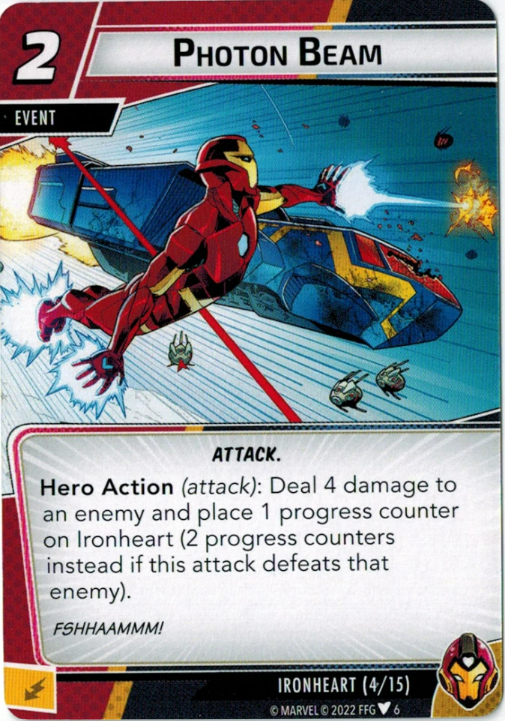 2
PHOTON BEAM
EVENT
ATTACK.
Hero Action (attack): Deal 4 damage to
an enemy and place 1 progress counter
on Ironheart (2 progress counters
instead if this attack defeats that
enemy).
FSHHAAMMM!
IRONHEART (4/15)
© MARVEL © 2022 FFG 6